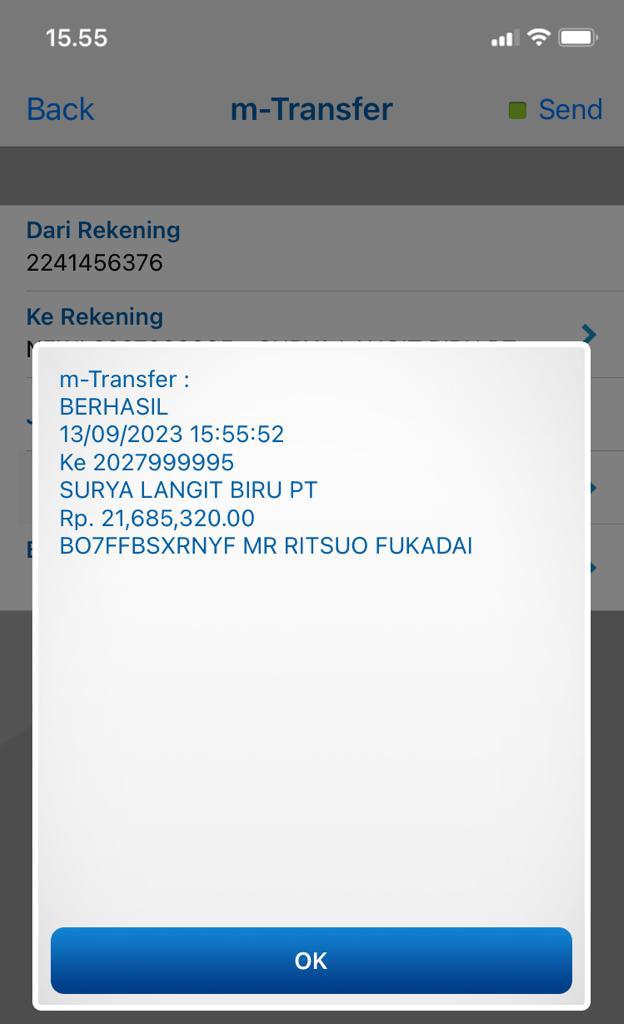 15.55
Back m-Transfer Send
Dari Rekening
2241456376
Ke Rekening
m-Transfer :
BERHASIL
13/09/2023 15:55:52
Ke 2027999995
SURYA LANGIT BIRU PT
Rp. 21,685,320.00
BO7FFBSXRNYF MR RITSUO FUKADAI
OK